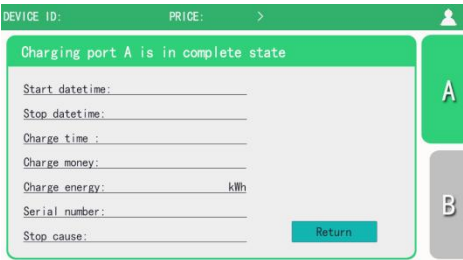 DEVICE ID: PRICE: >
Charging port A is in complete state
A
Start datetime:
Stop datetime:
Charge time :
Charge money:
Charge energy: kWh
Serial number:
Stop cause:
Return
B